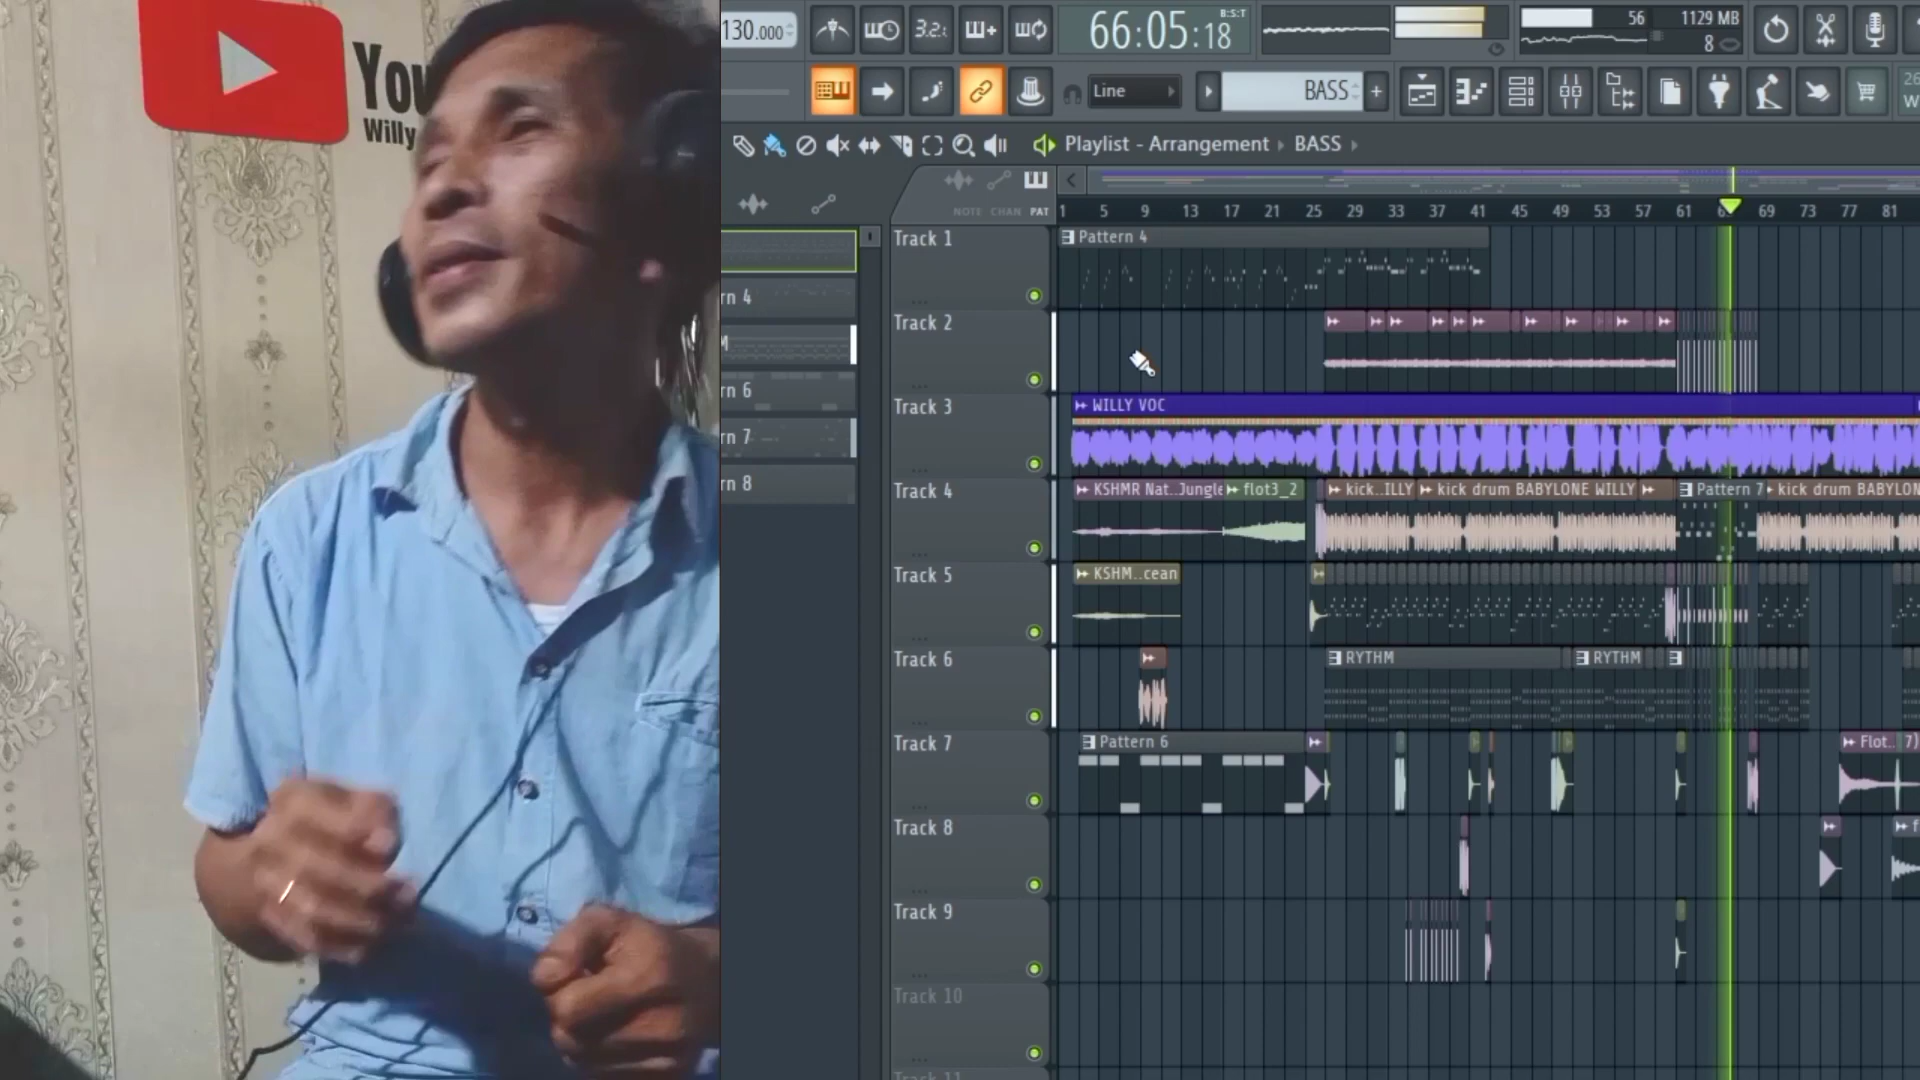 You
Willy
130.000
3.2.
66:05:18
B:S:T
56
1129 MB
8
Line
BASS
Playlist - Arrangement
BASS
NOTE CHAN PAT
1 5 9 13 17 21 25 29 33 37 41 45 49 53 57 61 69 73 77 81
rn 4
rn 6
rn 7
rn 8
Track 1
Pattern 4
Track 2
Track 3
WILLY VOC
Track 4
KSHMR Nat..Jungle
flot3_2
kick..ILLY
kick drum BABYLONE WILLY
Pattern 7
kick drum BABYLON
Track 5
KSHM..cean
Track 6
RYTHM
RYTHM
Track 7
Pattern 6
Flot.. 7)
Track 8
Track 9
Track 10